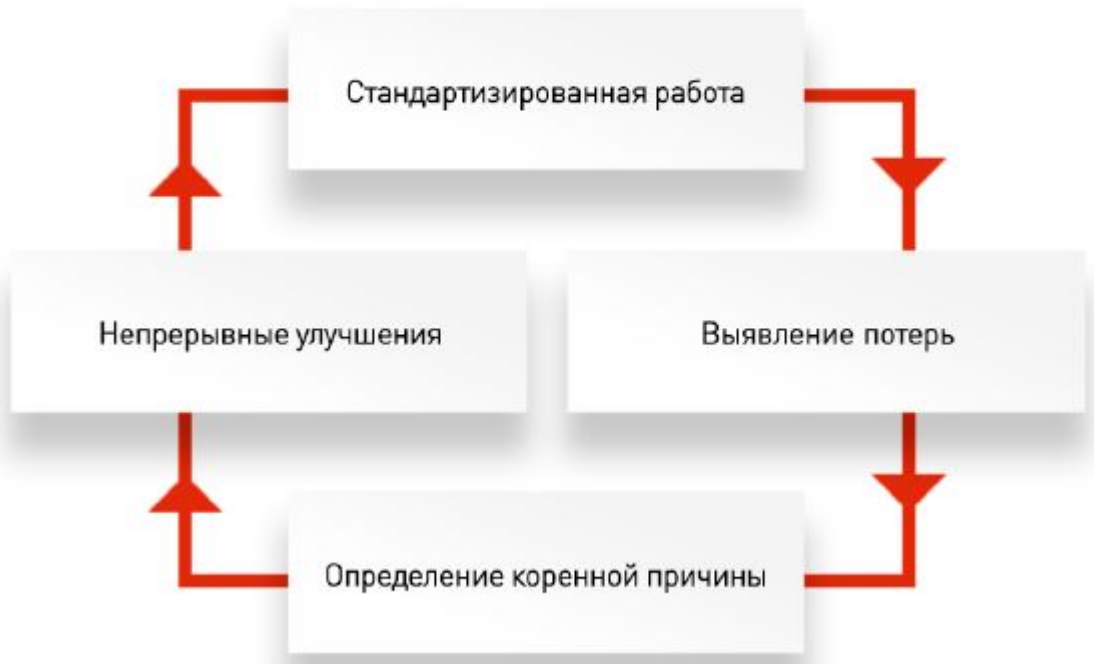 Стандартизированная работа
Непрерывные улучшения
Выявление потерь
Определение коренной причины